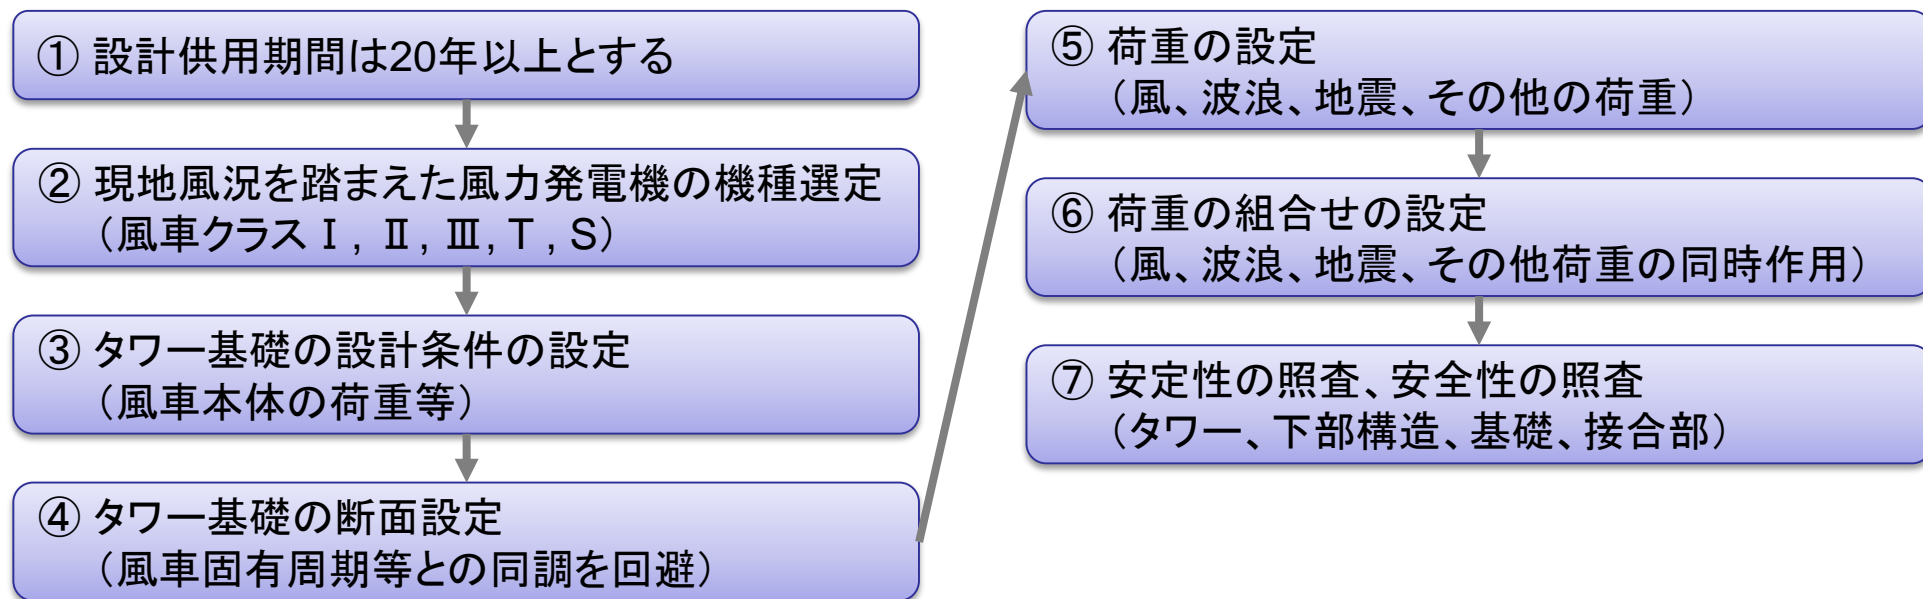 ① 設計供用期間は20年以上とする
② 現地風況を踏まえた風力発電機の機種選定
（風車クラスⅠ, Ⅱ, Ⅲ, T , S）
③ タワー基礎の設計条件の設定
（風車本体の荷重等）
④ タワー基礎の断面設定
（風車固有周期等との同調を回避）
⑤ 荷重の設定
（風、波浪、地震、その他の荷重）
⑥ 荷重の組合せの設定
（風、波浪、地震、その他荷重の同時作用）
⑦ 安定性の照査、安全性の照査
（タワー、下部構造、基礎、接合部）